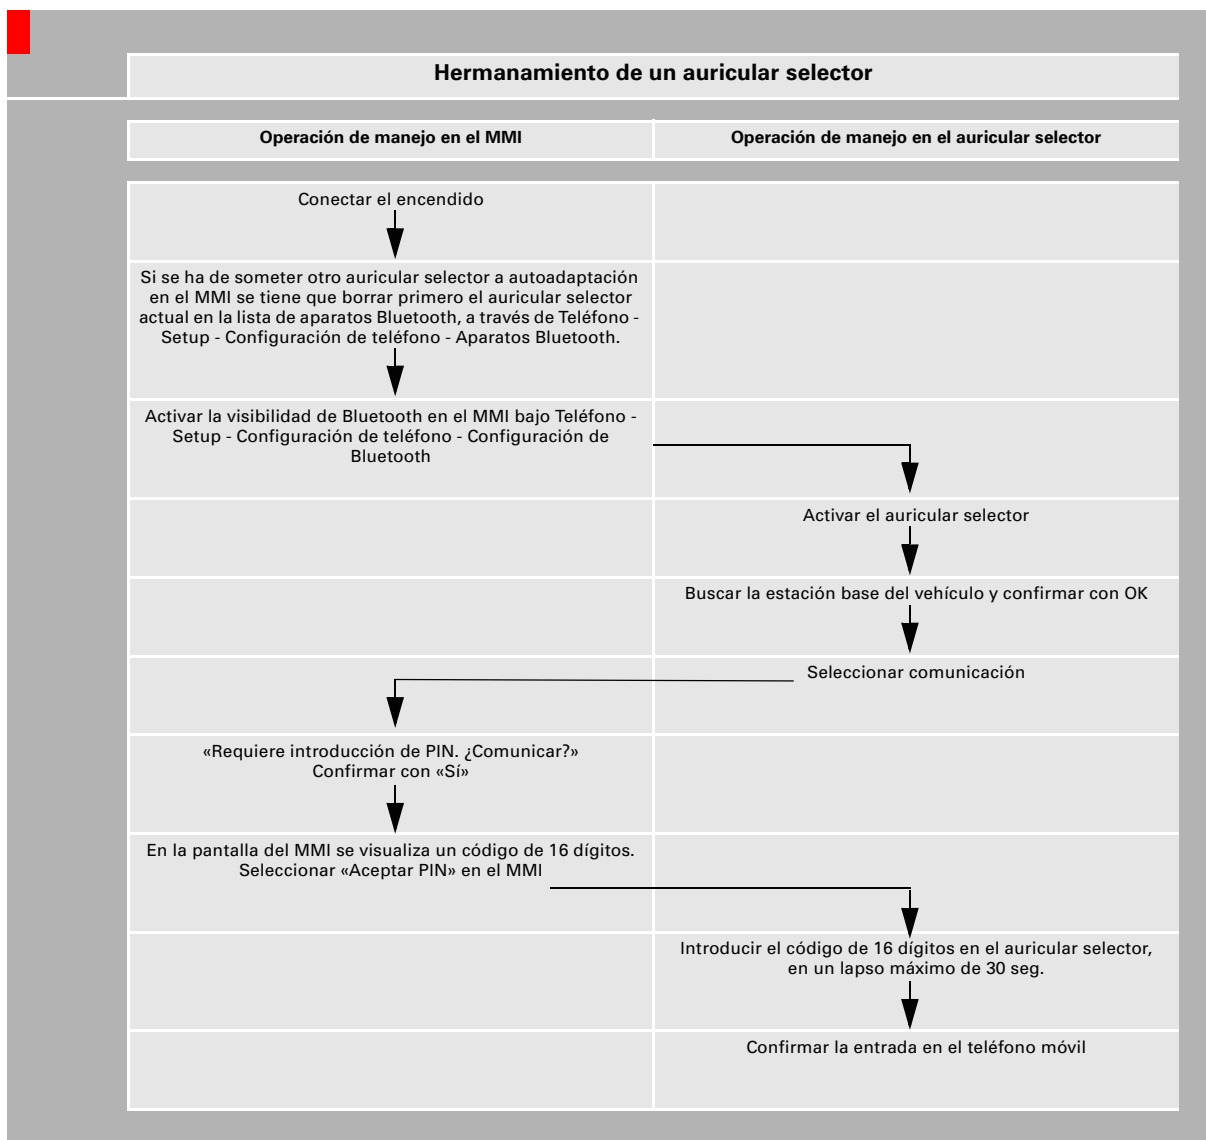 Hermanamiento de un auricular selector
Operación de manejo en el MMI
Operación de manejo en el auricular selector
Conectar el encendido
Si se ha de someter otro auricular selector a autoadaptación
en el MMI se tiene que borrar primero el auricular selector
actual en la lista de aparatos Bluetooth, a través de Teléfono -
Setup - Configuración de teléfono - Aparatos Bluetooth.
Activar la visibilidad de Bluetooth en el MMI bajo Teléfono -
Setup - Configuración de teléfono - Configuración de
Bluetooth
Activar el auricular selector
Buscar la estación base del vehículo y confirmar con OK
Seleccionar comunicación
«Requiere introducción de PIN. ¿Comunicar?»
Confirmar con «Sí»
En la pantalla del MMI se visualiza un código de 16 dígitos.
Seleccionar «Aceptar PIN» en el MMI
Introducir el código de 16 dígitos en el auricular selector,
en un lapso máximo de 30 seg.
Confirmar la entrada en el teléfono móvil